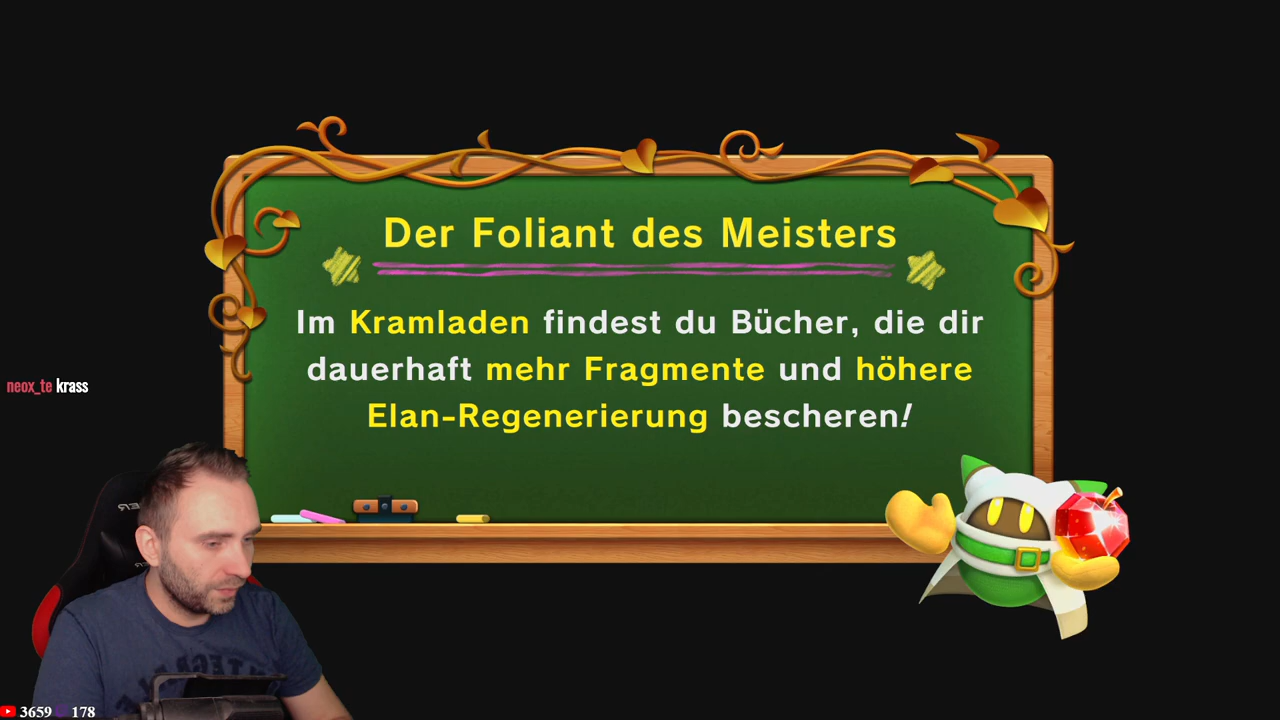 Der Foliant des Meisters
Im Kramladen findest du Bücher, die dir
dauerhaft mehr Fragmente und höhere
Elan-Regenerierung bescheren!
neox_te krass
3659 178